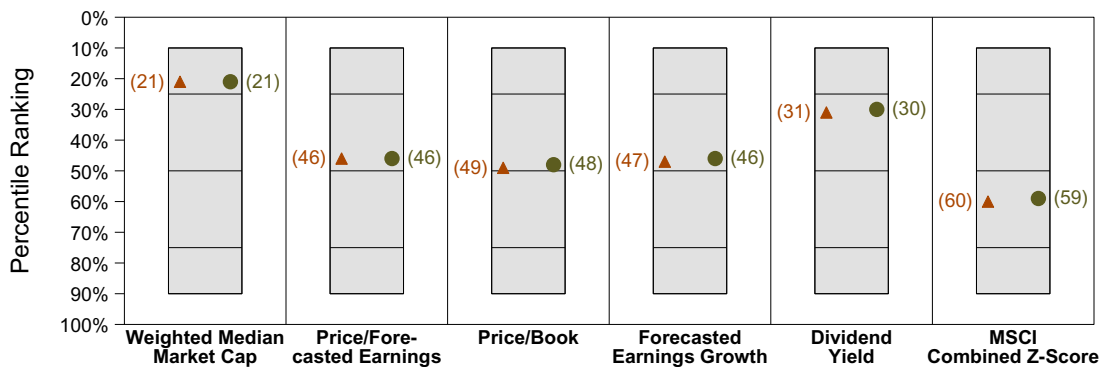 Percentile Ranking
0%
10%
20%
30%
40%
50%
60%
70%
80%
90%
100%
(21) (21)
(46) (46)
(49) (48)
(47) (46)
(31) (30)
(60) (59)
Weighted Median
Market Cap
Price/Fore-
casted Earnings
Price/Book
Forecasted
Earnings Growth
Dividend
Yield
MSCI
Combined Z-Score